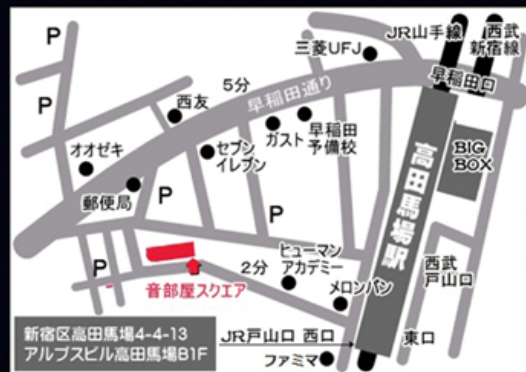 JR山手線
西武
新宿線
三菱UFJ
早稲田口
P
P
5分
早稲田通り
西友
オオゼキ
セブン
イレブン
ガスト
早稲田
予備校
高田馬場駅
BIG
BOX
郵便局
P
P
P
音部屋スクエア
2分
ヒューマン
アカデミー
メロンパン
西武
戸山口
新宿区高田馬場4-4-13
アルプスビル高田馬場B1F
JR戸山口 西口
東口
ファミマ